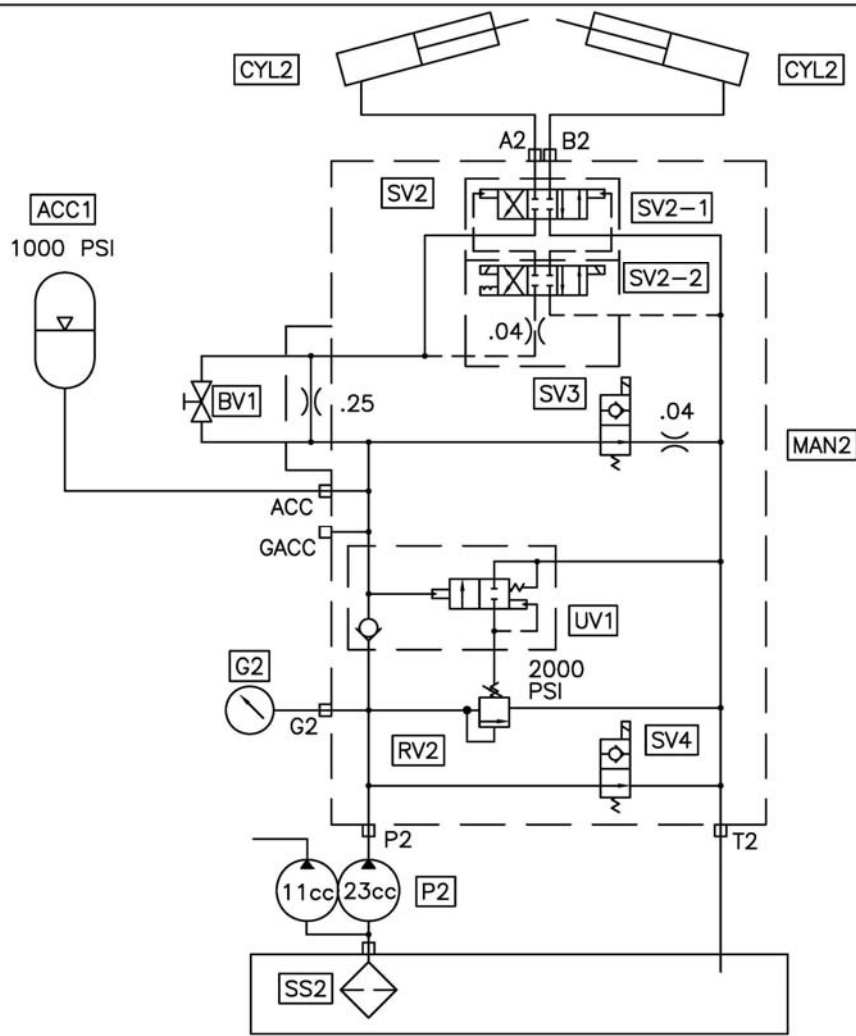 CYL2
CYL2
A2 B2
SV2
SV2-1
ACC1
1000 PSI
SV2-2
.04
BV1
.25
SV3
.04
MAN2
ACC
GACC
UV1
G2
2000
PSI
G2
RV2
SV4
P2
T2
11cc
23cc
P2
SS2